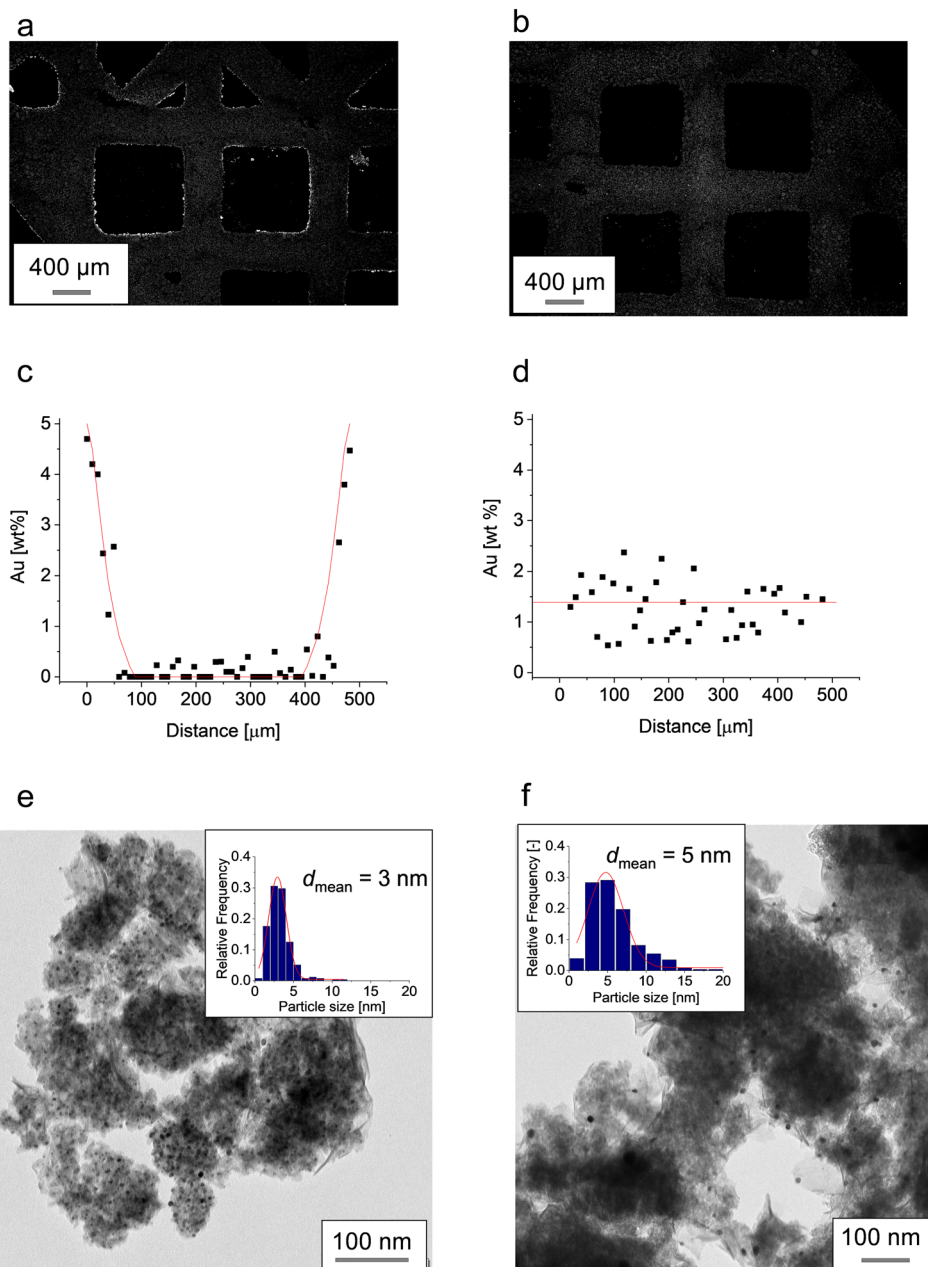 a
b
400 µm
400 µm
c
d
5
4
3
2
1
0
Au [wt%]
0 100 200 300 400 500
Distance [µm]
5
4
3
2
1
0
Au [wt %]
0 100 200 300 400 500
Distance [µm]
e
f
0.4
0.3
0.2
0.1
0.0
Relative Frequency
d mean = 3 nm
0 5 10 15 20
Particle size [nm]
0.4
0.3
0.2
0.1
0.0
Relative Frequency [-]
d mean = 5 nm
0 5 10 15 20
Particle size [nm]
100 nm
100 nm